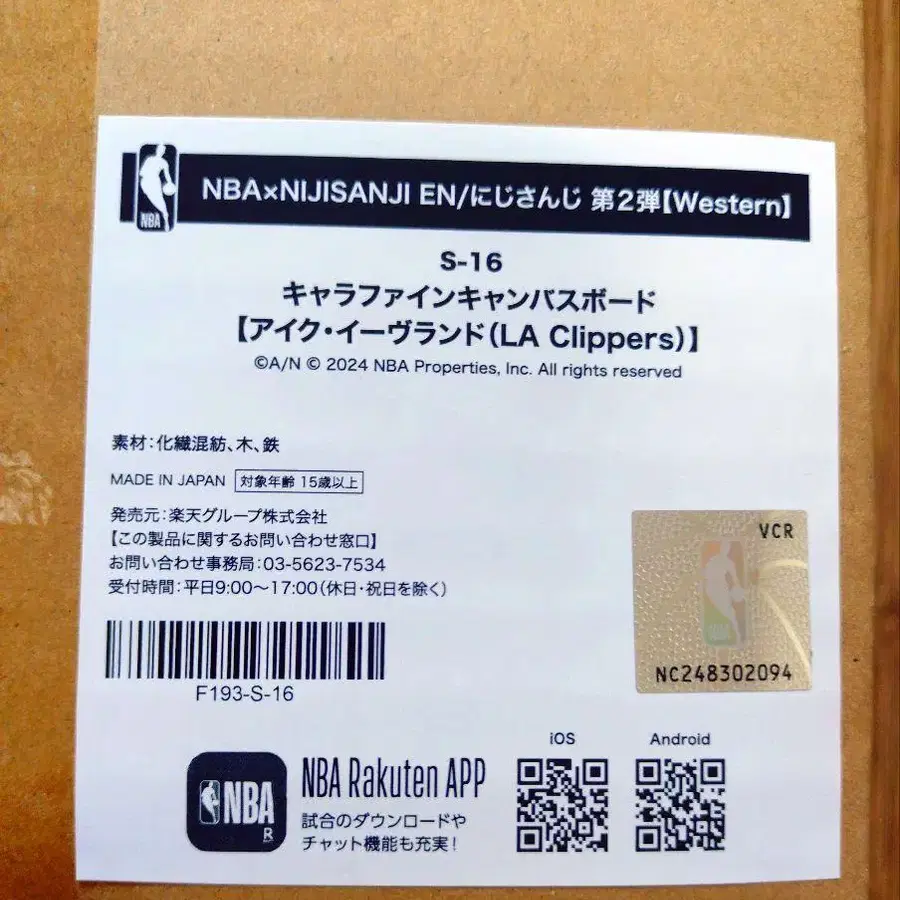 NBA
NBA×NIJISANJI EN/にじさんじ 第2弾【Western】
S-16
キャラファインキャンバスボード
【アイク・イーヴランド(LA Clippers)】
©A/N © 2024 NBA Properties, Inc. All rights reserved
素材:化繊混紡、木、鉄
MADE IN JAPAN 対象年齢 15歳以上
発売元:楽天グループ株式会社
【この製品に関するお問い合わせ窓口】
お問い合わせ事務局:03-5623-7534
受付時間:平日9:00〜17:00(休日・祝日を除く)
VCR
NBA
NC248302094
F193-S-16
NBA
R
NBA Rakuten APP
試合のダウンロードや
チャット機能も充実!
iOS
Android